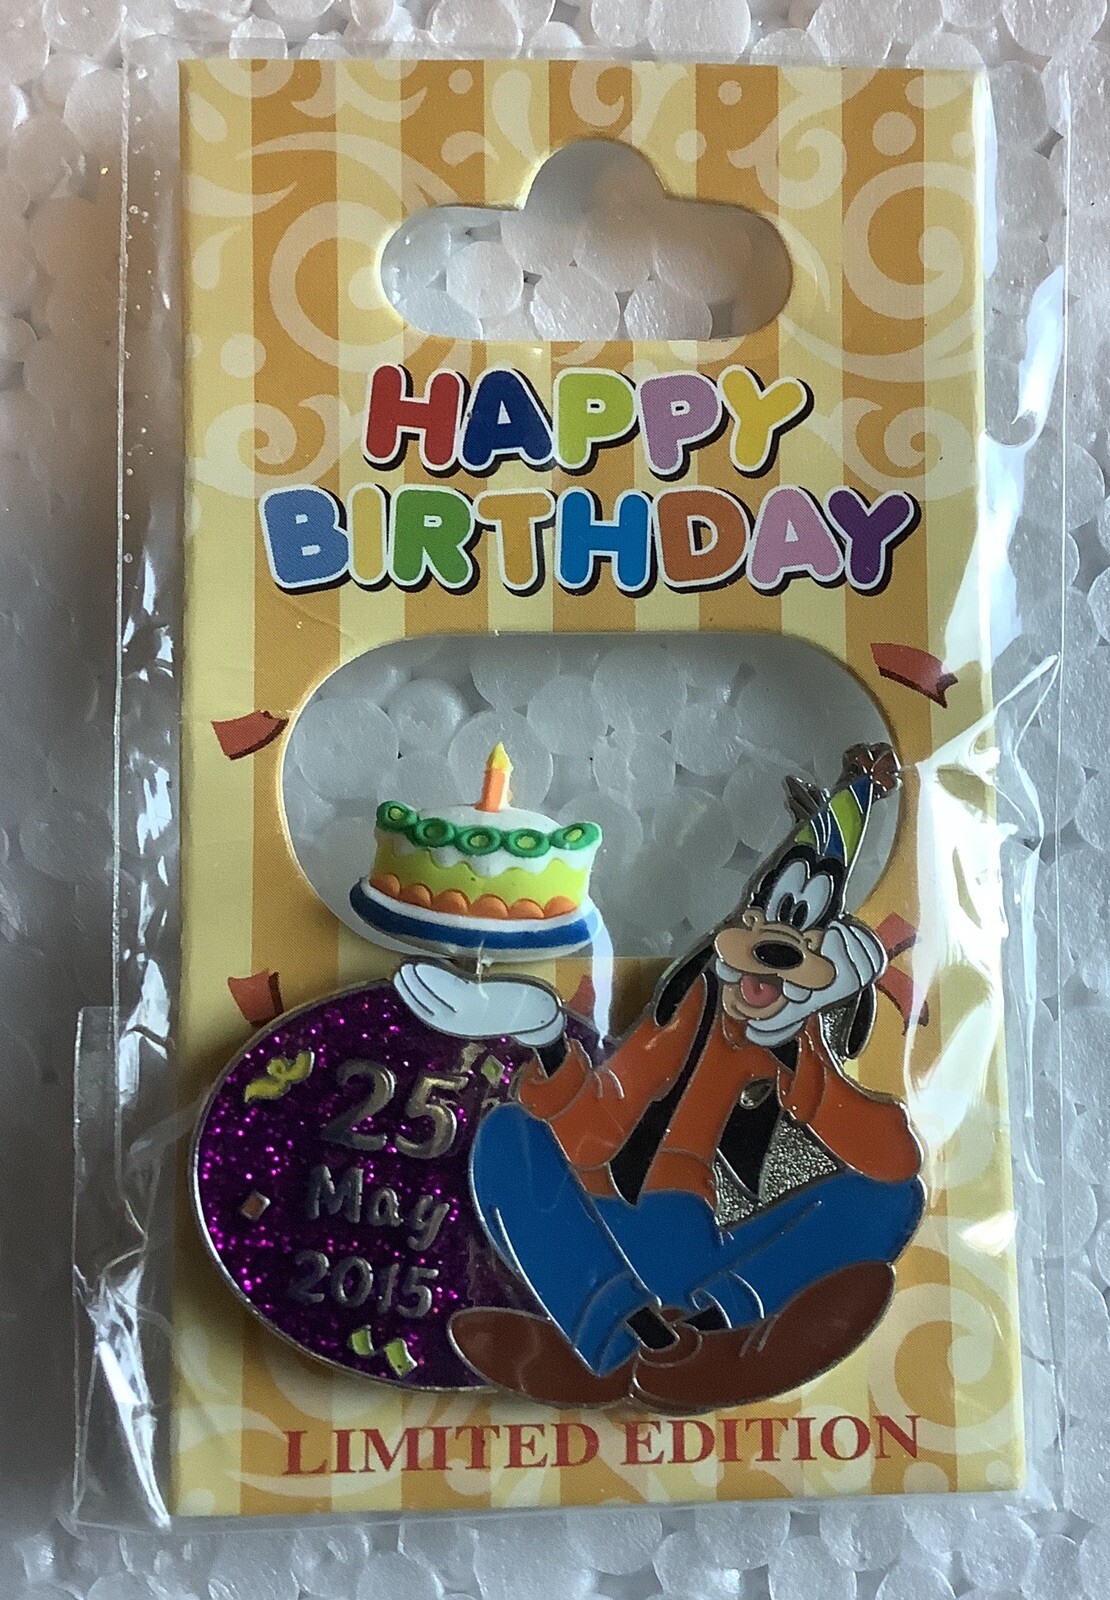 HAPPY
BIRTHDAY
25
May
2015
LIMITED EDITION